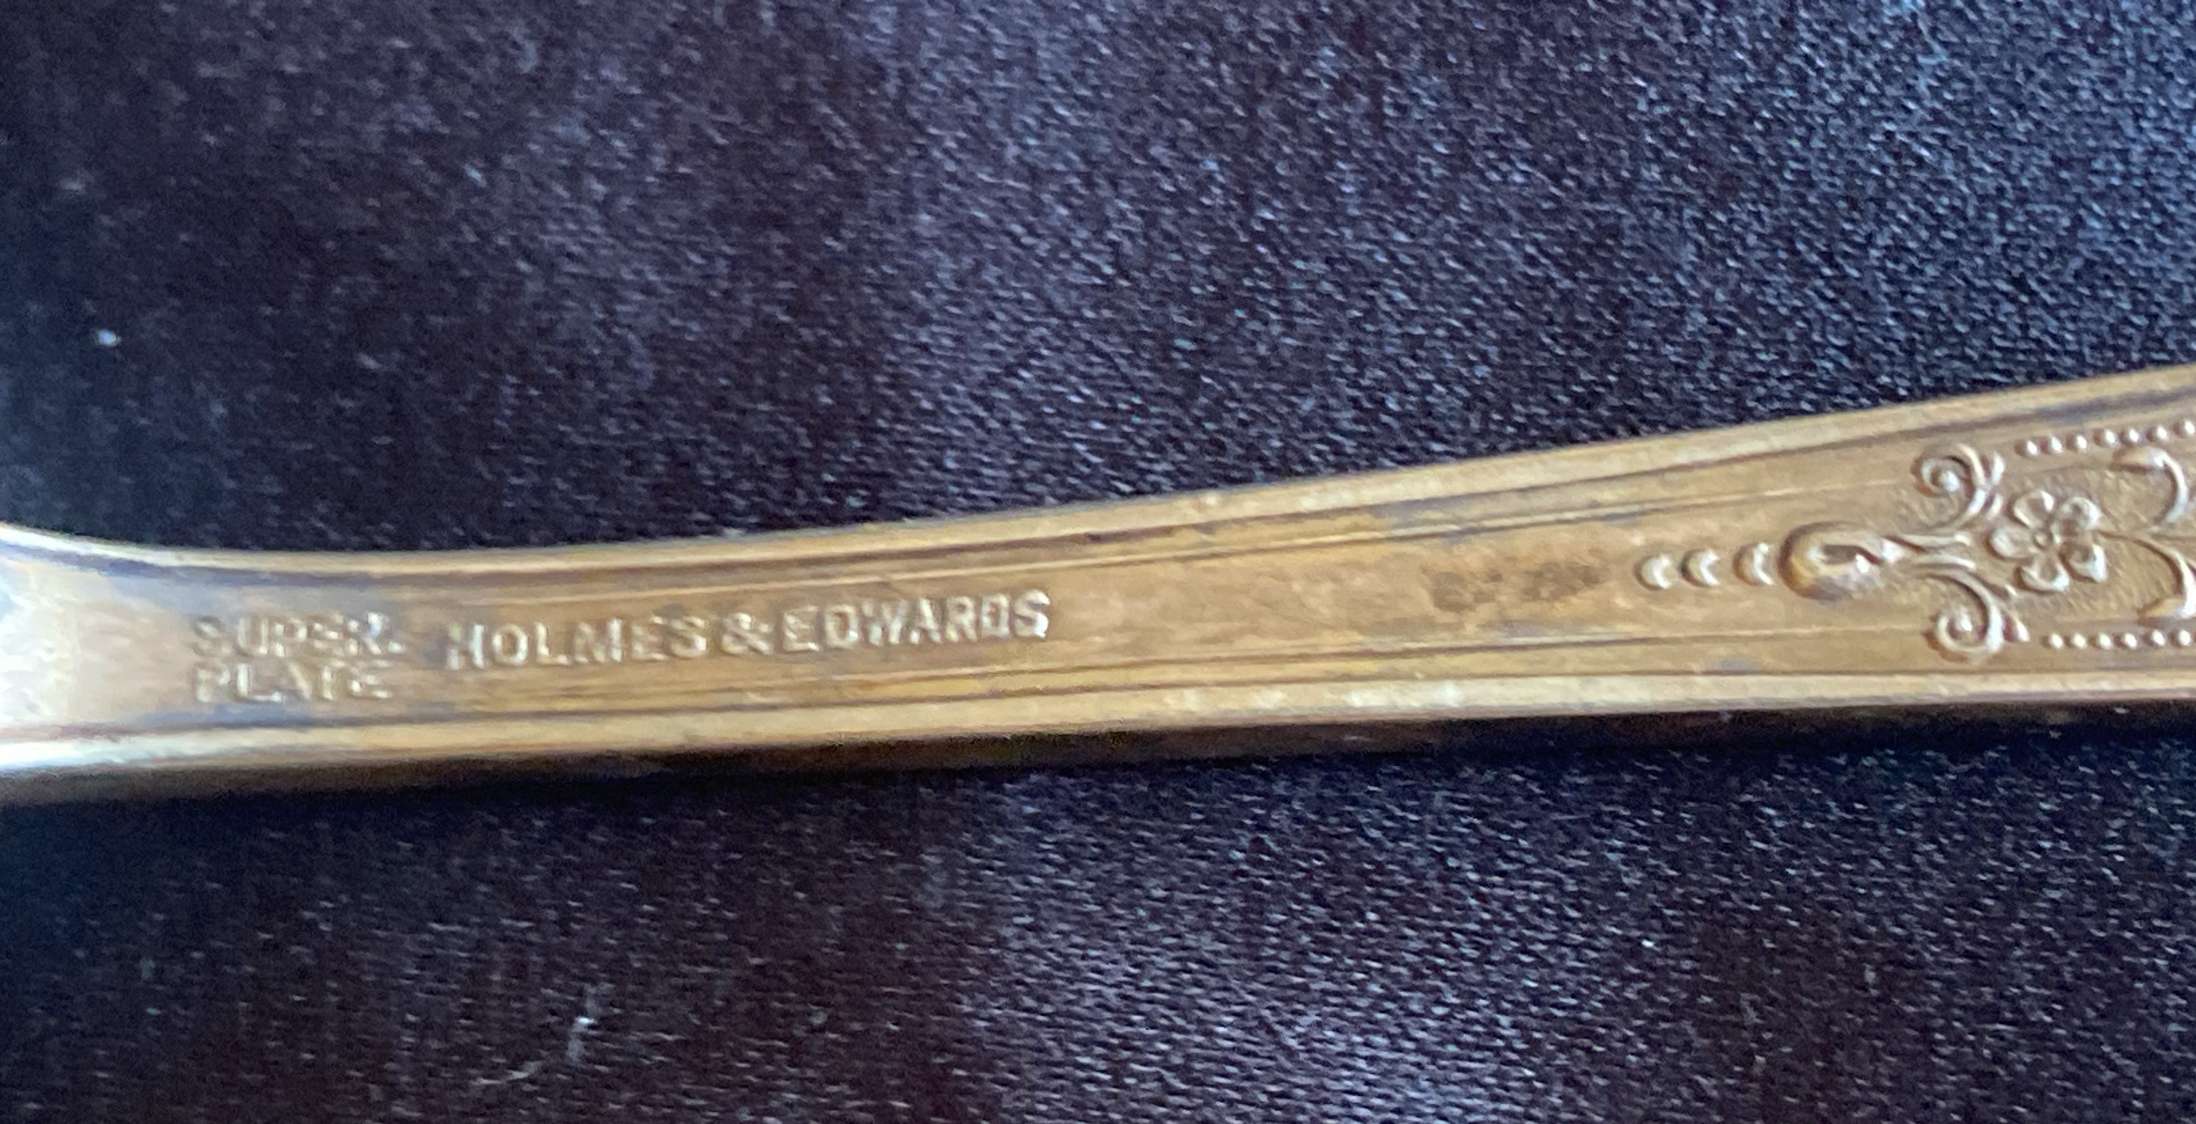 SUPER.
PLATE
HOLMES & EDWARDS